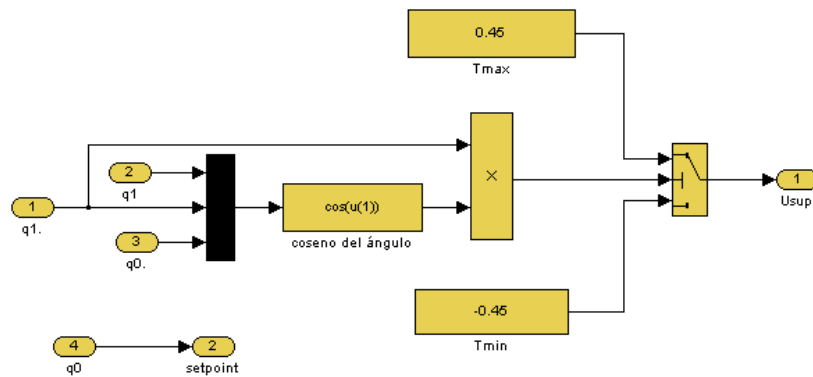 0.45
Tmax
2
q1
×
1
q1.
cos(u(1))
coseno del ángulo
3
q0.
1
Usup
-0.45
Tmin
4
q0
2
setpoint